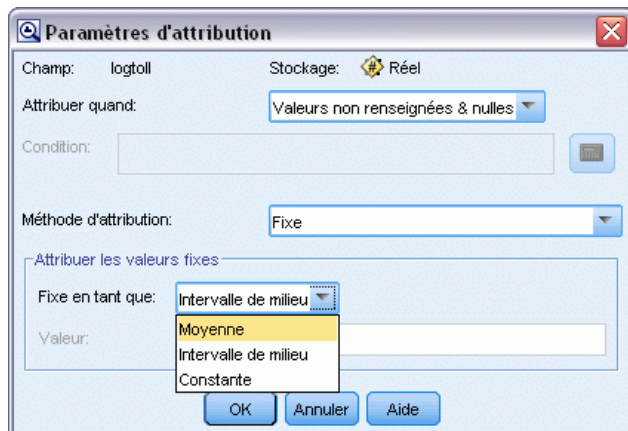 Paramètres d'attribution
Champ: logtoll Stockage: Réel
Attribuer quand: Valeurs non renseignées & nulles
Condition:
Méthode d'attribution: Fixe
Attribuer les valeurs fixes
Fixe en tant que: Intervalle de milieu
Moyenne
Valeur:
Intervalle de milieu
Constante
OK Annuler Aide